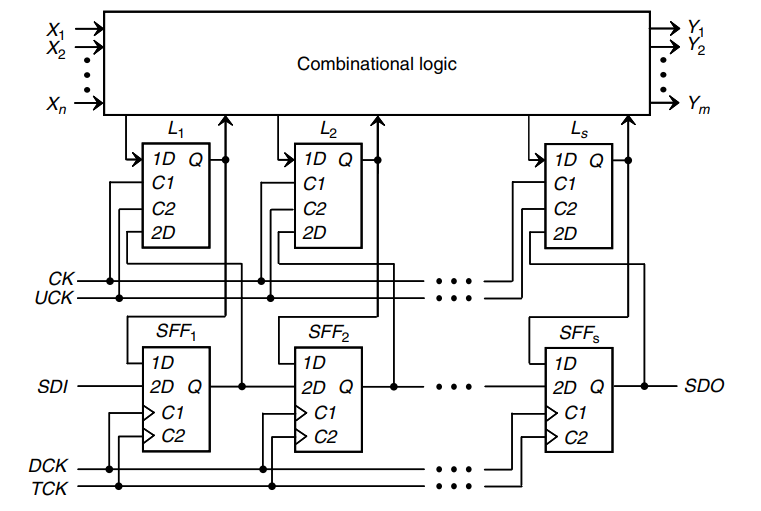 X1 Y1
X2 Y2
Combinational logic
Xn Ym
L1 L2 Ls
1D Q 1D Q 1D Q
C1 C1 C1
C2 C2 C2
2D 2D 2D
CK
UCK
SFF1 SFF2 SFFs
1D 1D 1D
SDI 2D Q 2D Q 2D Q SDO
C1 C1 C1
C2 C2 C2
DCK
TCK